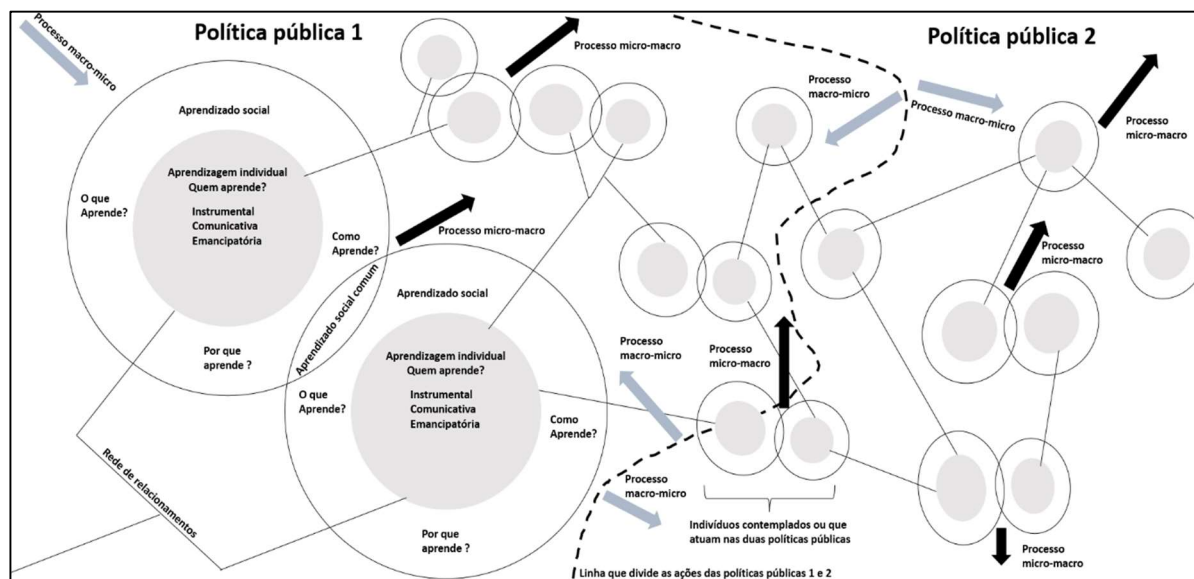 Política pública 1
Política pública 2
Processo macro-micro
Processo micro-macro
Processo
macro-micro
Processo macro-micro
Processo
micro-macro
Aprendizado social
Aprendizagem individual
Quem aprende?
Instrumental
Comunicativa
Emancipatória
O que
Aprende?
Como
Aprende?
Por que
aprende ?
Processo micro-macro
Processo
micro-macro
Aprendizado social comum
Aprendizado social
Aprendizagem individual
Quem aprende?
Instrumental
Comunicativa
Emancipatória
O que
Aprende?
Como
Aprende?
Por que
aprende ?
Processo
macro-micro
Processo
micro-macro
Rede de relacionamentos
Processo
macro-micro
Indivíduos contemplados ou que
atuam nas duas políticas públicas
Processo
micro-macro
Linha que divide as ações das políticas públicas 1 e 2